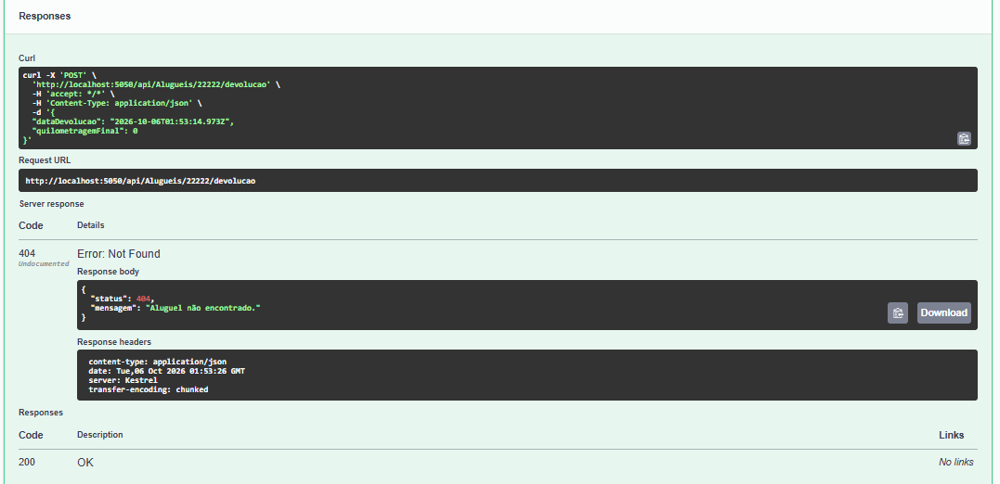 Responses
Curl
curl -X 'POST' \
'http://localhost:5050/api/Alugueis/22222/devolucao' \
-H 'accept: */*' \
-H 'Content-Type: application/json' \
-d '{
"dataDevolucao": "2026-10-06T01:53:14.973Z",
"quilometragemFinal": 0
}'
Request URL
http://localhost:5050/api/Alugueis/22222/devolucao
Server response
Code Details
404 Error: Not Found
Undocumented
Response body
{
"status": 404,
"mensagem": "Aluguel não encontrado."
}
Download
Response headers
content-type: application/json
date: Tue,06 Oct 2026 01:53:26 GMT
server: Kestrel
transfer-encoding: chunked
Responses
Code Description Links
200 OK No links